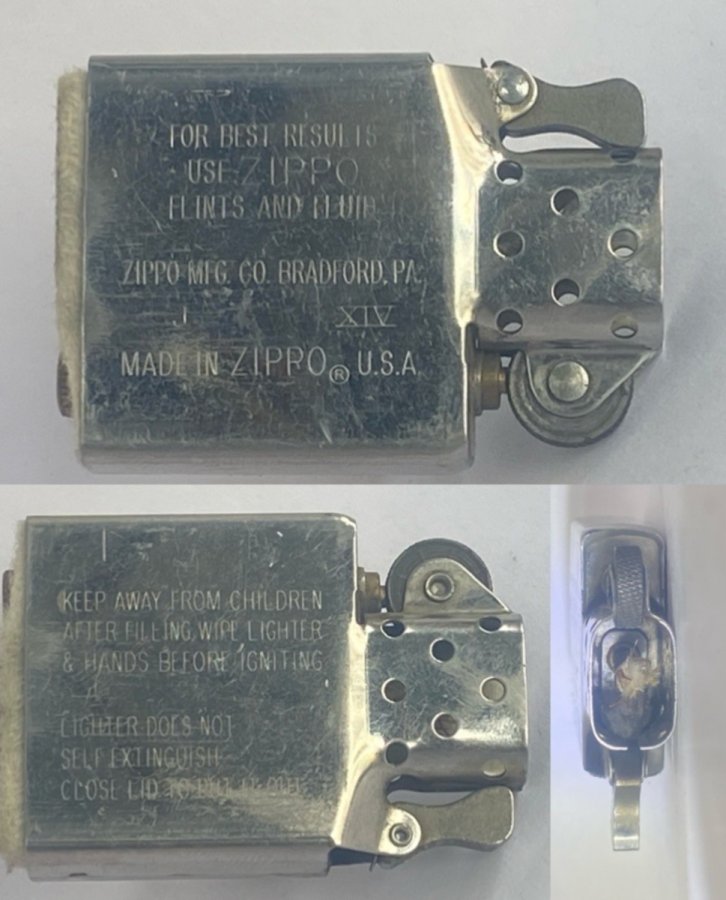 FOR BEST RESULTS
USE ZIPPO
FLINTS AND FLUID
ZIPPO MFG. CO. BRADFORD, PA.
J XIV
MADE IN ZIPPO® U.S.A.
KEEP AWAY FROM CHILDREN
AFTER FILLING, WIPE LIGHTER
& HANDS BEFORE IGNITING
LIGHTER DOES NOT
SELF EXTINGUISH
CLOSE LID TO PUT IT OUT